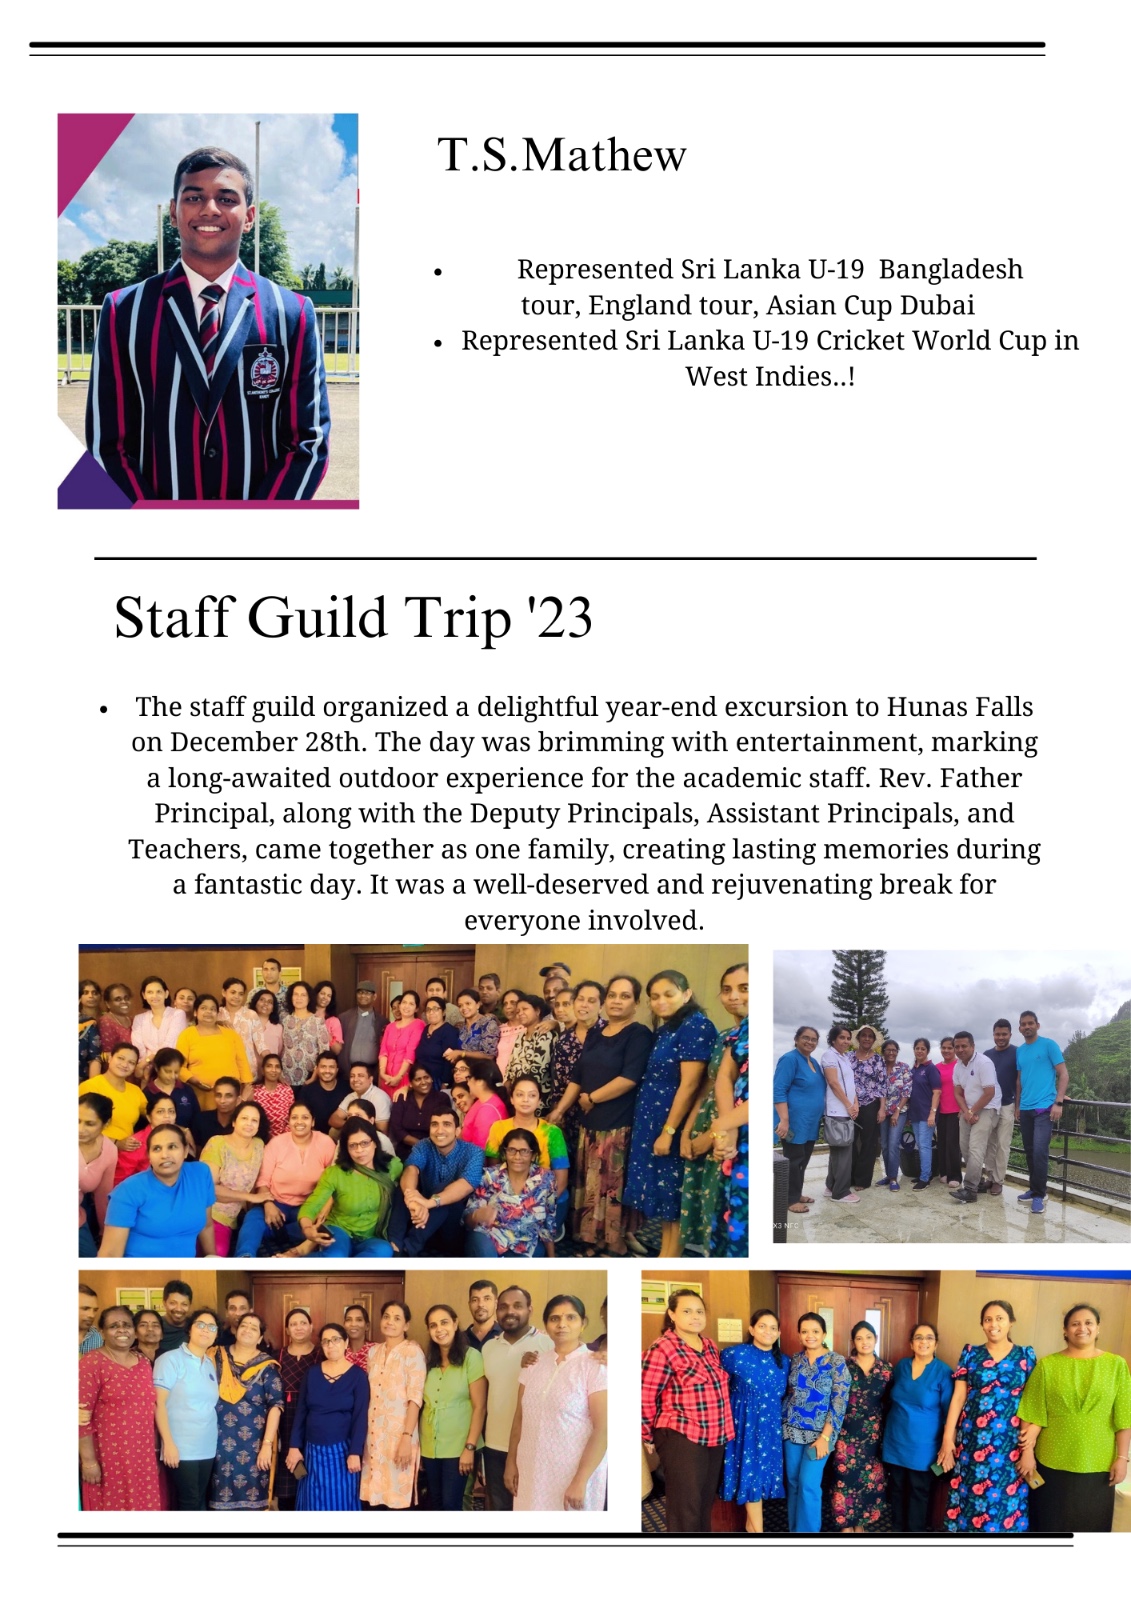 T.S.Mathew
• Represented Sri Lanka U-19 Bangladesh
tour, England tour, Asian Cup Dubai
• Represented Sri Lanka U-19 Cricket World Cup in
West Indies..!
Staff Guild Trip '23
• The staff guild organized a delightful year-end excursion to Hunas Falls
on December 28th. The day was brimming with entertainment, marking
a long-awaited outdoor experience for the academic staff. Rev. Father
Principal, along with the Deputy Principals, Assistant Principals, and
Teachers, came together as one family, creating lasting memories during
a fantastic day. It was a well-deserved and rejuvenating break for
everyone involved.
X3 NFC